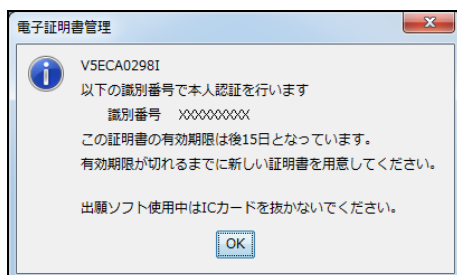 電子証明書管理
V5ECA0298I
以下の識別番号で本人認証を行います
識別番号 XXXXXXXXX
この証明書の有効期限は後15日となっています。
有効期限が切れるまでに新しい証明書を用意してください。
出願ソフト使用中はICカードを抜かないでください。
OK